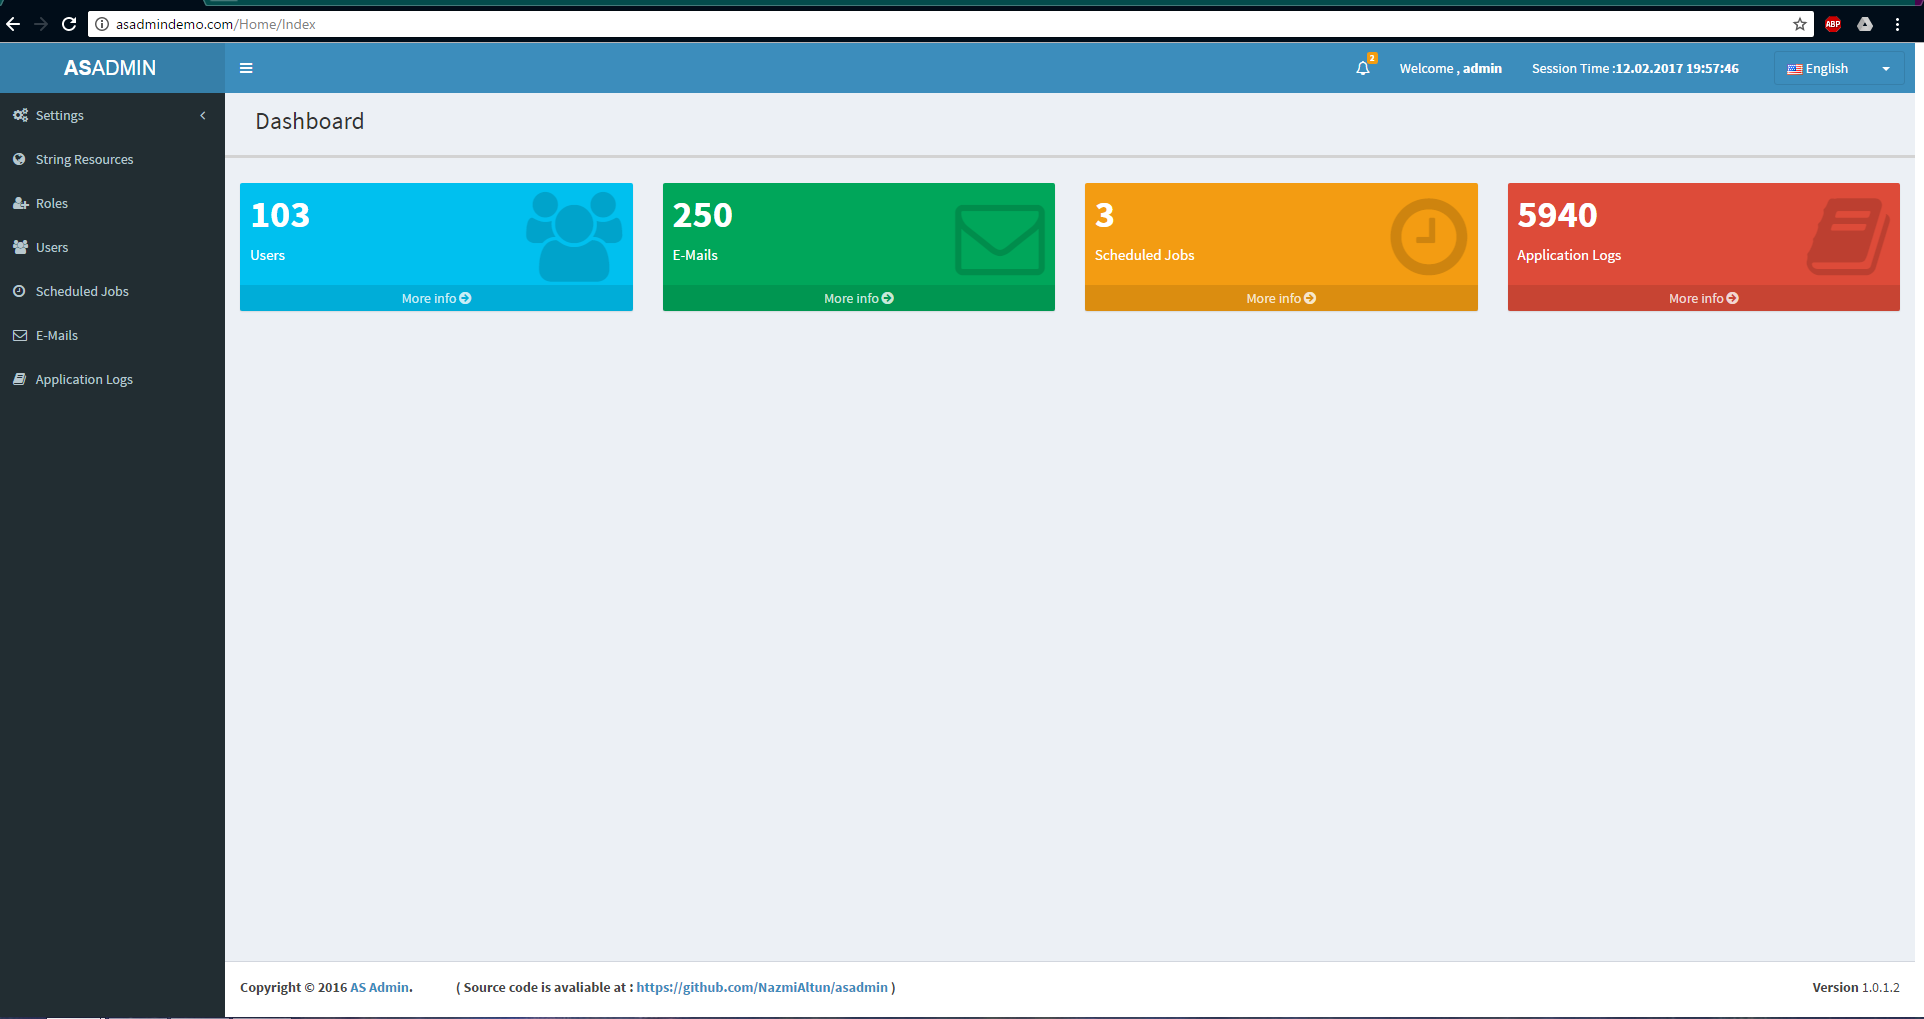 asadmindemo.com/Home/Index
ABP
ASADMIN
2
Welcome , admin
Session Time :12.02.2017 19:57:46
English
Settings
String Resources
Roles
Users
Scheduled Jobs
E-Mails
Application Logs
Dashboard
103
Users
More info
250
E-Mails
More info
3
Scheduled Jobs
More info
5940
Application Logs
More info
Copyright © 2016 AS Admin. ( Source code is avaliable at : https://github.com/NazmiAltun/asadmin )
Version 1.0.1.2